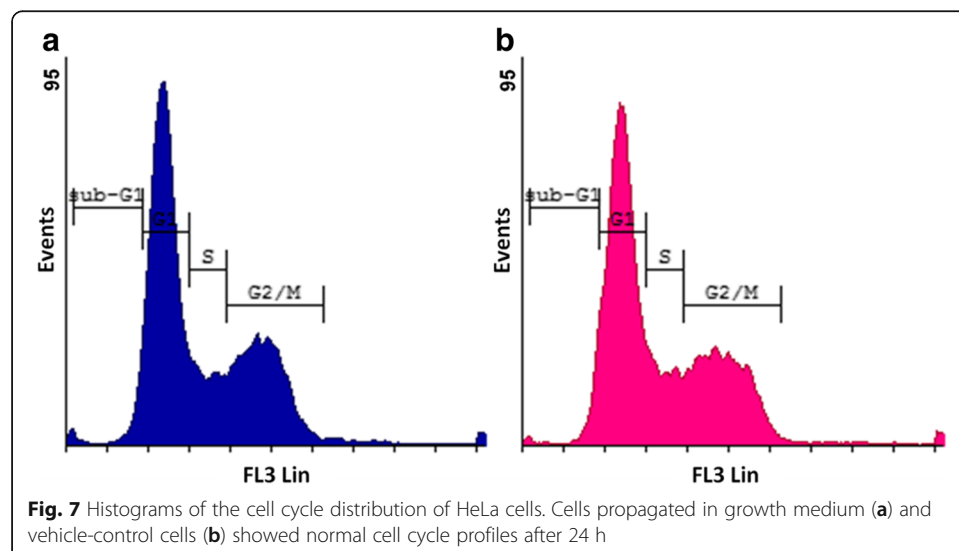 a
95
Events
sub-G1
G1
S
G2/M
FL3 Lin
b
95
Events
sub-G1
G1
S
G2/M
FL3 Lin
Fig. 7 Histograms of the cell cycle distribution of HeLa cells. Cells propagated in growth medium (a) and
vehicle-control cells (b) showed normal cell cycle profiles after 24 h